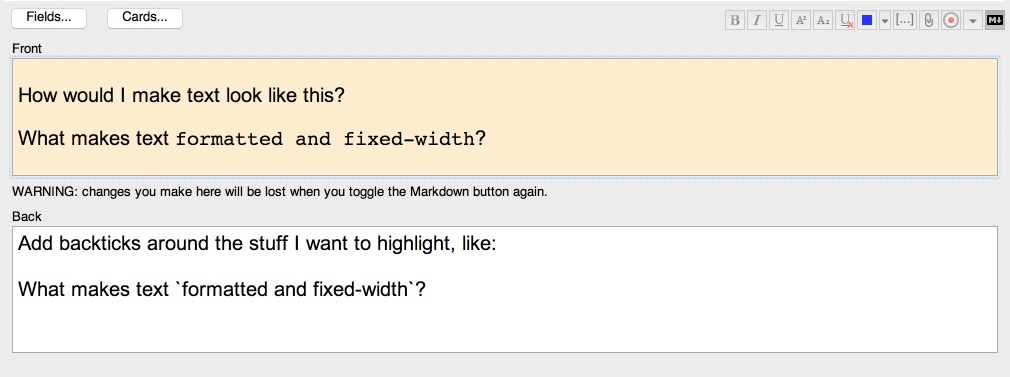 Fields...
Cards...
B I U A² A₂ U [...] M↓
Front
How would I make text look like this?
What makes text formatted and fixed-width?
WARNING: changes you make here will be lost when you toggle the Markdown button again.
Back
Add backticks around the stuff I want to highlight, like:
What makes text `formatted and fixed-width`?